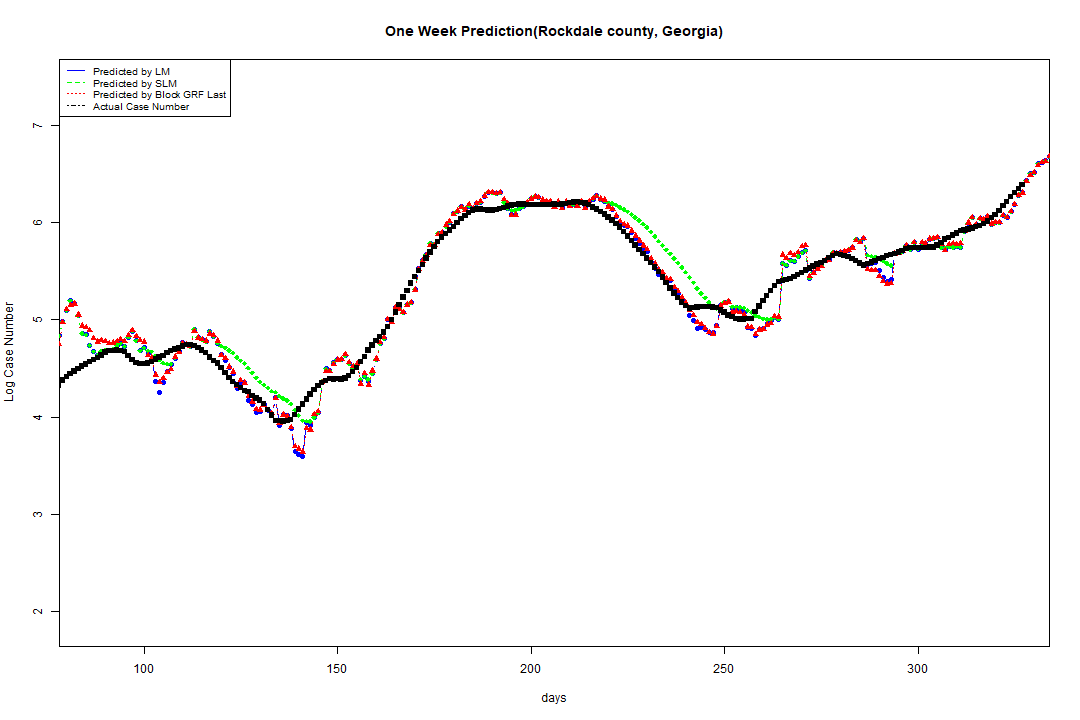 One Week Prediction(Rockdale county, Georgia)
Predicted by LM
Predicted by SLM
Predicted by Block GRF Last
Actual Case Number
7
6
5
4
3
2
Log Case Number
100 150 200 250 300
days